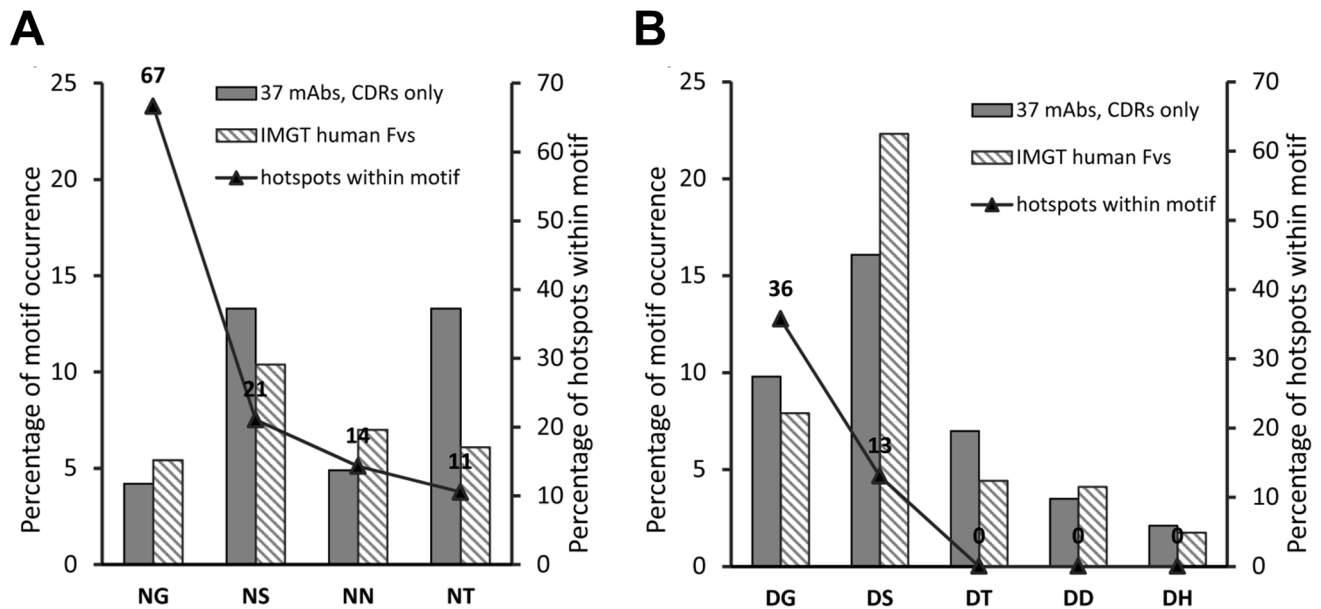 A
B
67
25
20
15
10
5
0
70
60
50
40
30
20
10
0
37 mAbs, CDRs only
IMGT human Fvs
hotspots within motif
21
14
11
Percentage of motif occurrence
Percentage of hotspots within motif
NG NS NN NT
25
20
15
10
5
0
70
60
50
40
30
20
10
0
37 mAbs, CDRs only
IMGT human Fvs
hotspots within motif
36
13
0 0 0
Percentage of motif occurrence
Percentage of hotspots within motif
DG DS DT DD DH